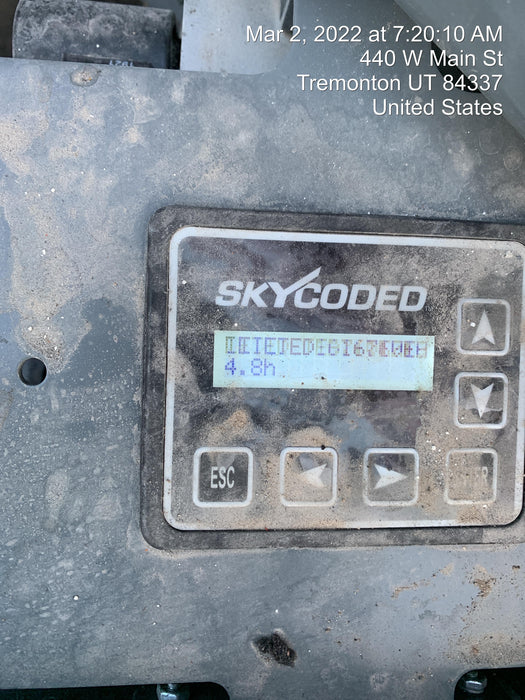 Mar 2, 2022 at 7:20:10 AM
440 W Main St
Tremonton UT 84337
United States
SKYCODED
4.8h
ESC